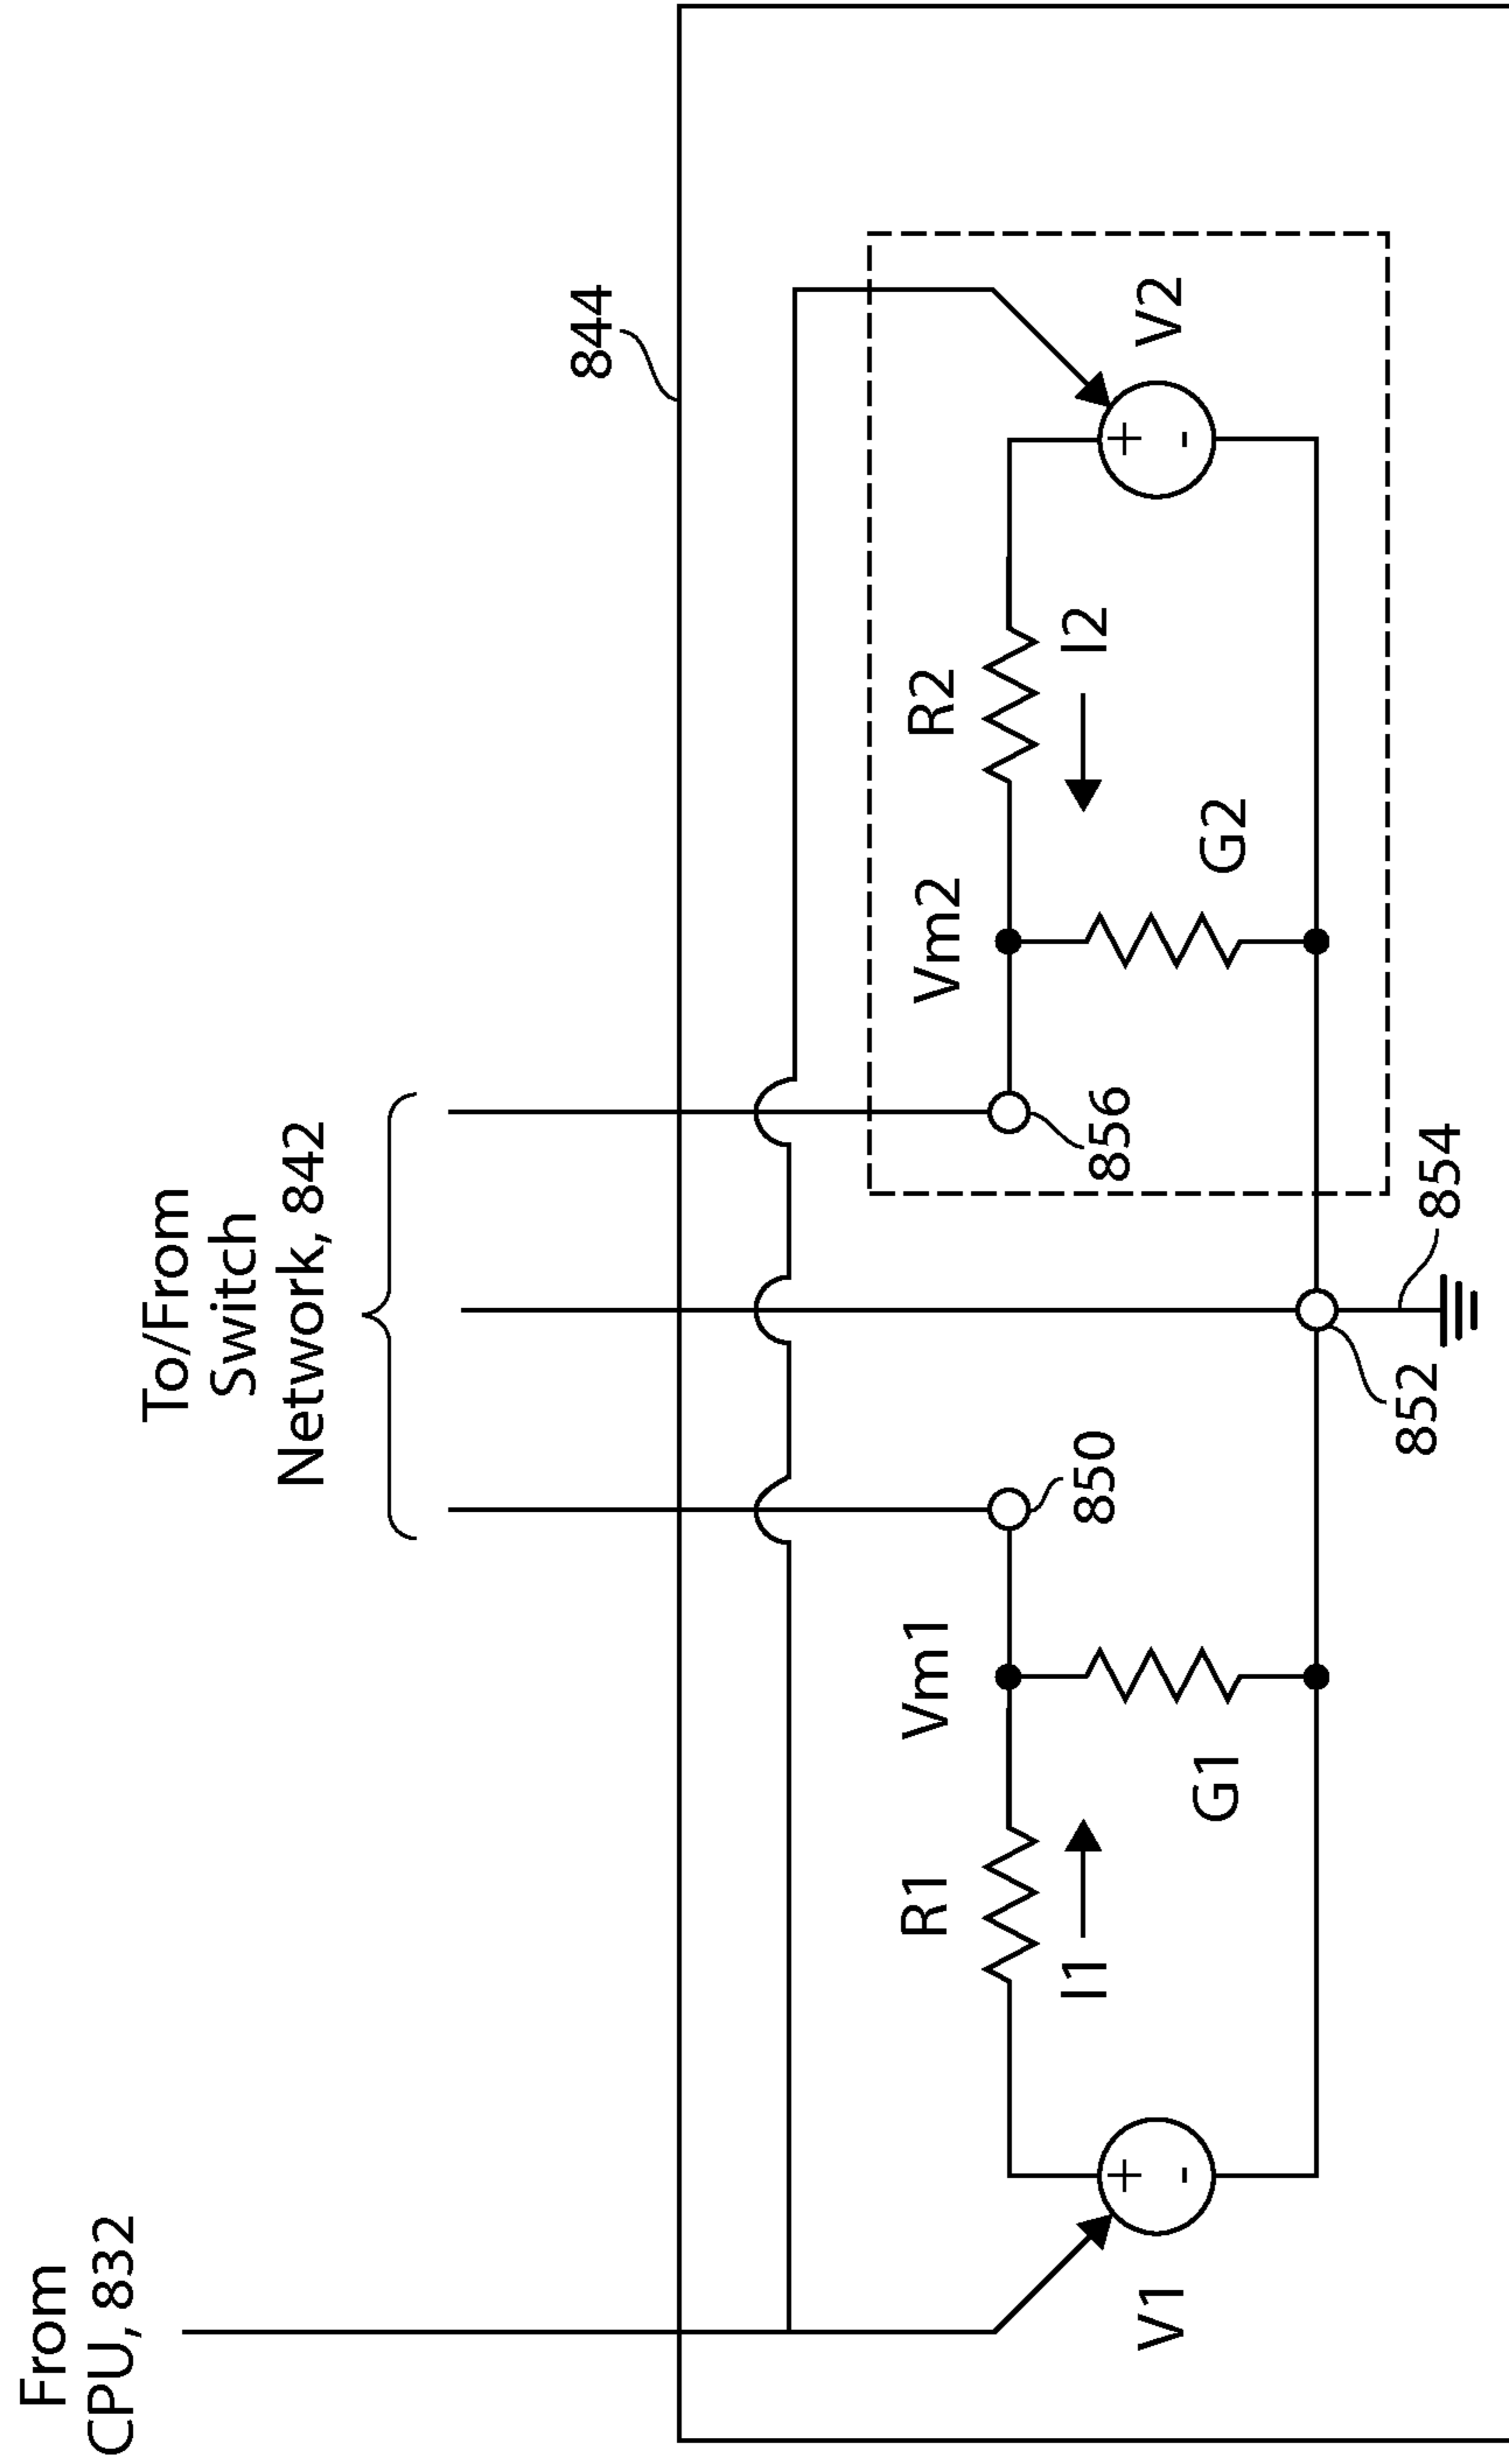 From
CPU, 832
To/From
Switch
Network, 842
844
V1
+
-
R1
I1
Vm1
G1
850
852
854
856
Vm2
G2
R2
I2
V2
+
-